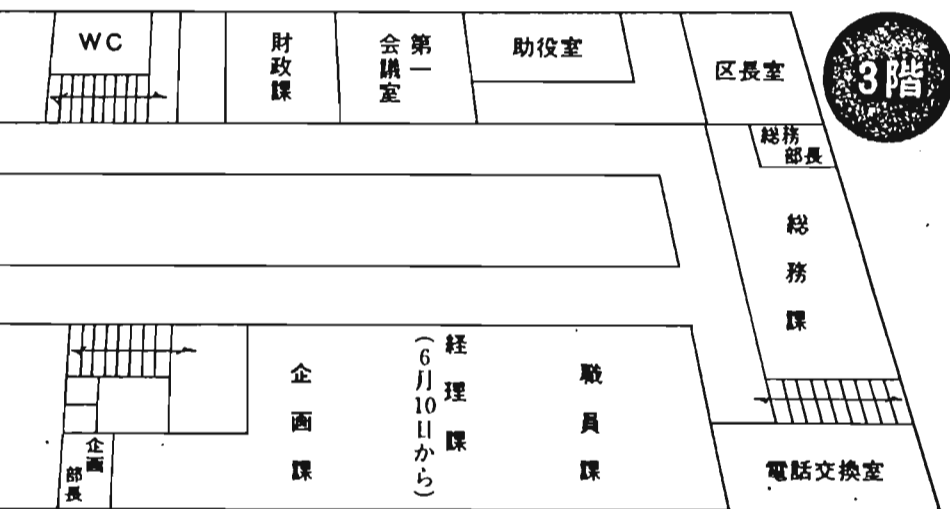 3階
WC
財政課
第一
会議室
助役室
区長室
総務
部長
総務課
企画課
経理課
(6月10日から)
職員課
企画
部長
電話交換室